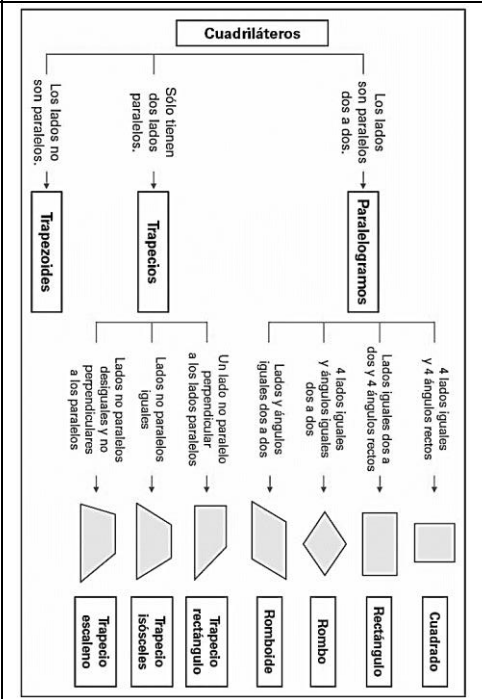 Cuadriláteros
Los lados
son paralelos
dos a dos.
Paralelogramos
4 lados iguales
y 4 ángulos rectos
Cuadrado
Lados iguales dos a
dos y 4 ángulos rectos
Rectángulo
4 lados iguales
y ángulos iguales
dos a dos
Rombo
Lados y ángulos
iguales dos a dos
Romboide
Sólo tienen
dos lados
paralelos.
Trapecios
Un lado no paralelo
perpendicular
a los lados paralelos
Trapecio
rectángulo
Lados no paralelos
iguales
Trapecio
isósceles
Lados no paralelos
desiguales y no
perpendiculares
a los paralelos
Trapecio
escaleno
Los lados no
son paralelos.
Trapezoides